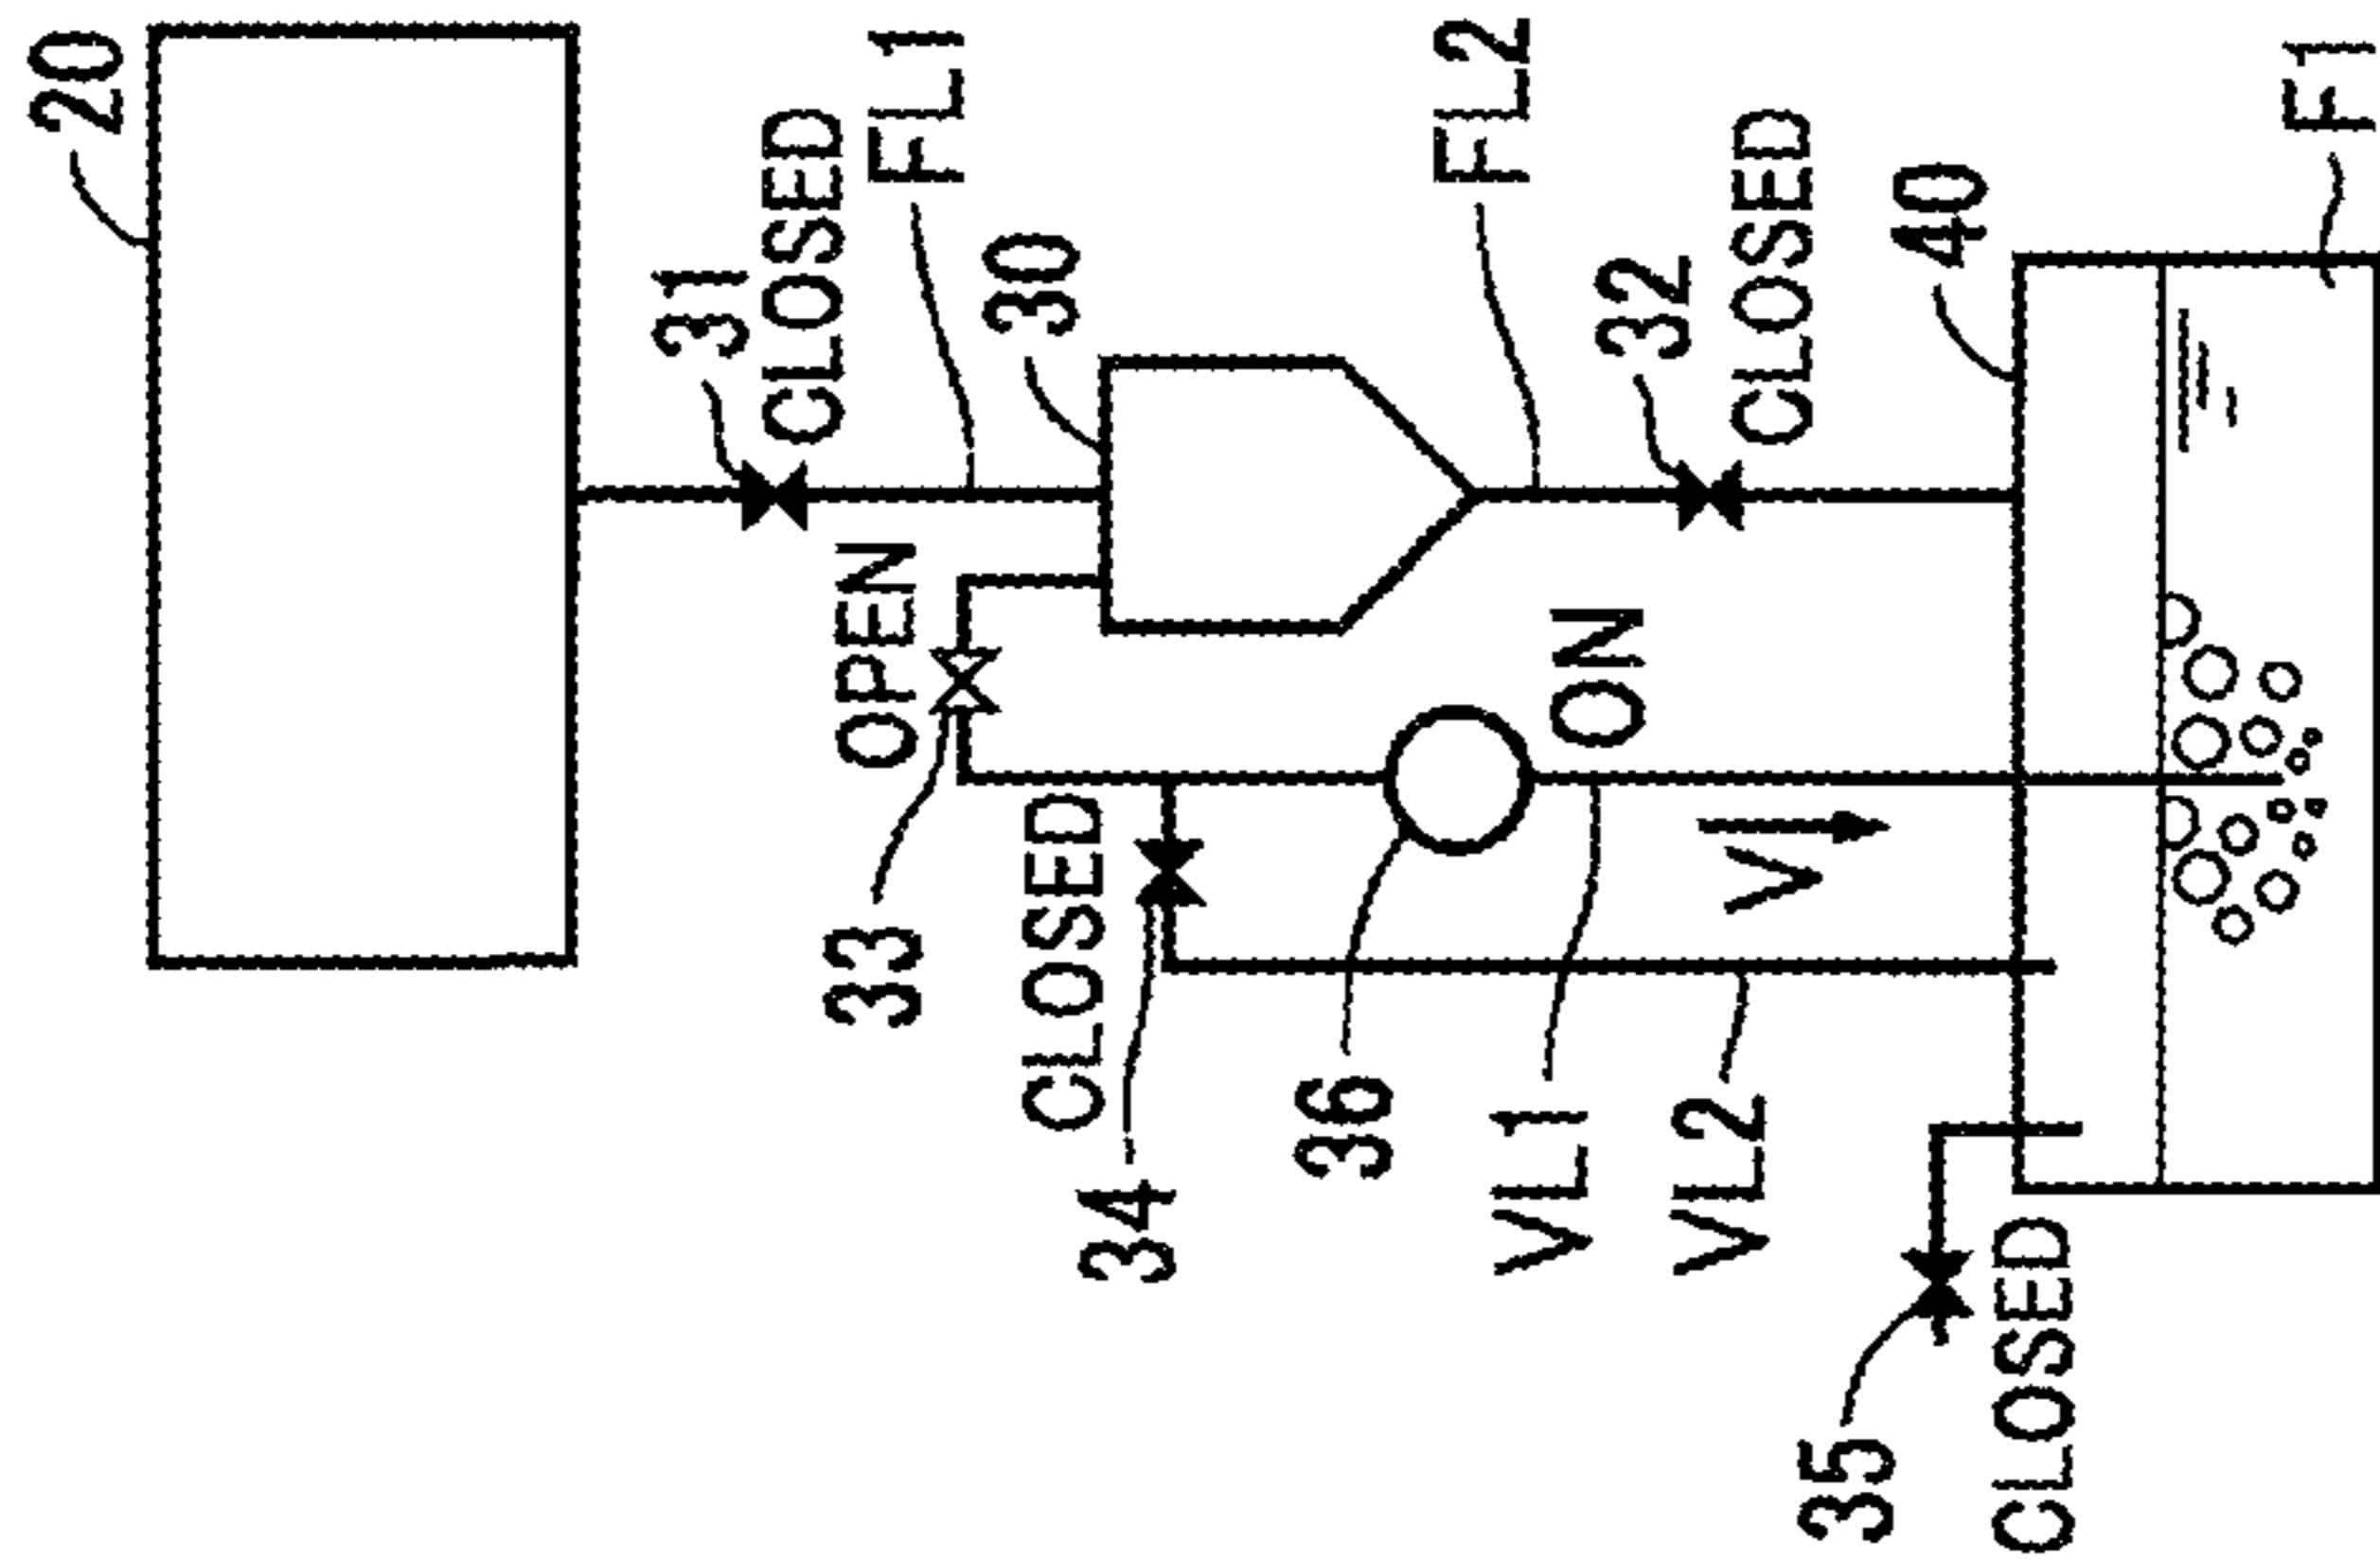 20
31
CLOSED
FL1
30
OPEN
33
CLOSED
34
36
ON
VL1
VL2
V
FL2
32
CLOSED
40
F1
35
CLOSED